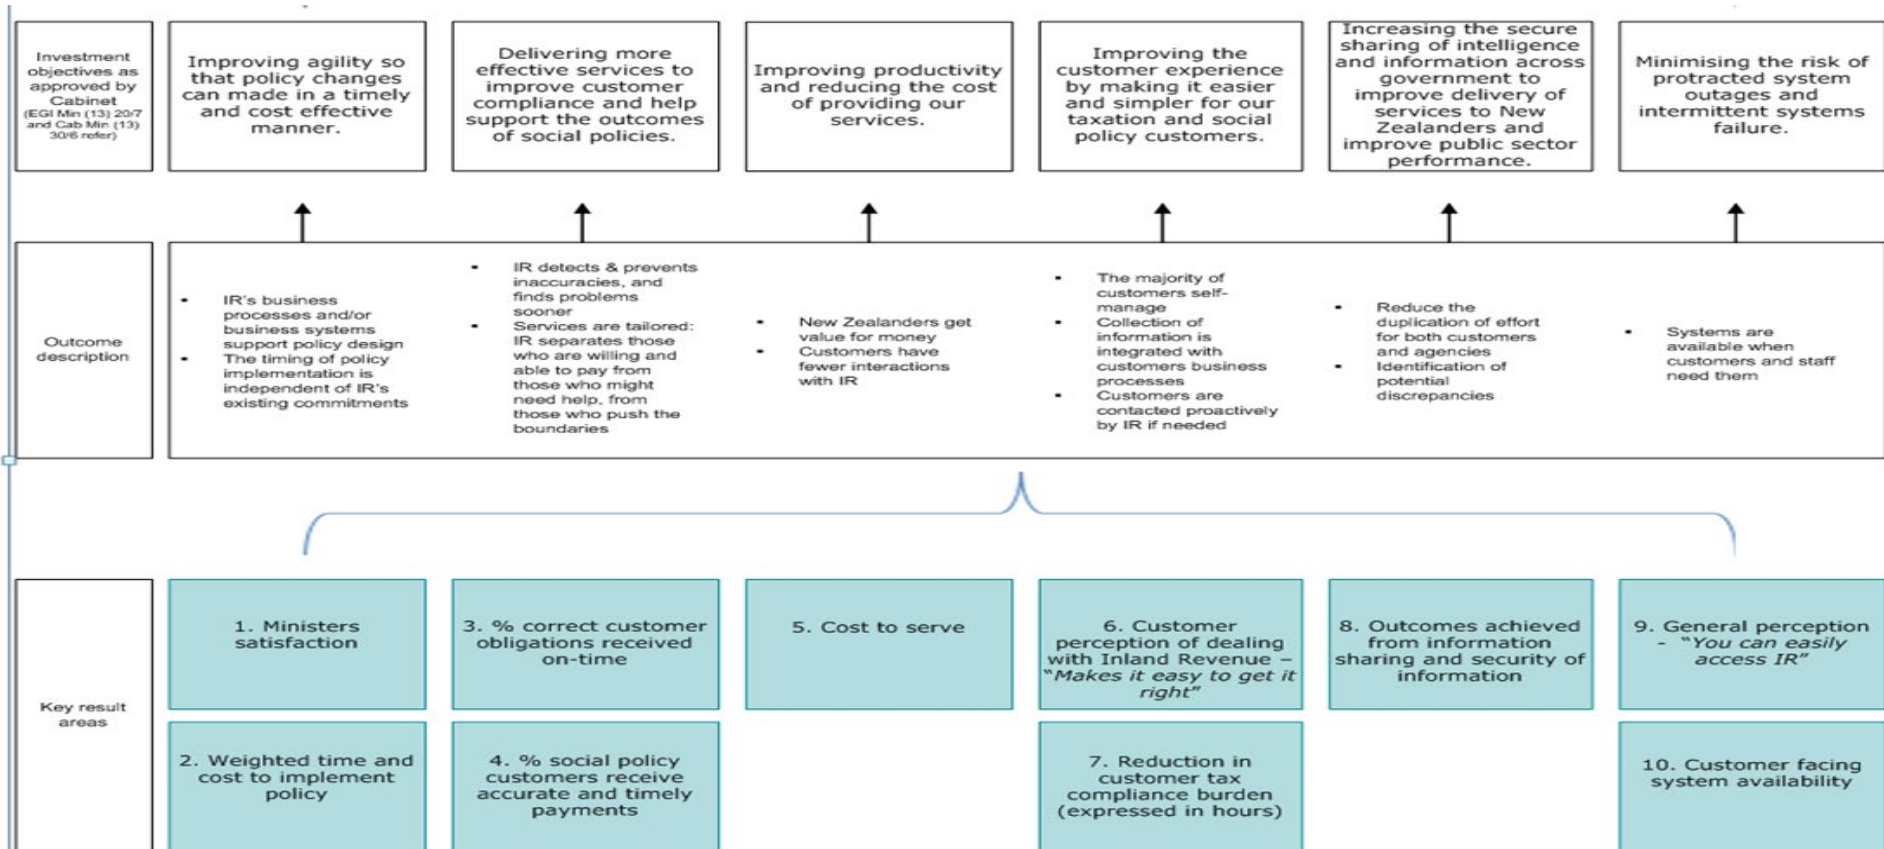 Investment
objectives as
approved by
Cabinet
(EGI Min (13) 20/7
and Cab Min (13)
30/6 refer)
Improving agility so
that policy changes
can made in a timely
and cost effective
manner.
Delivering more
effective services to
improve customer
compliance and help
support the outcomes
of social policies.
Improving productivity
and reducing the cost
of providing our
services.
Improving the
customer experience
by making it easier
and simpler for our
taxation and social
policy customers.
Increasing the secure
sharing of intelligence
and information across
government to
improve delivery of
services to New
Zealanders and
improve public sector
performance.
Minimising the risk of
protracted system
outages and
intermittent systems
failure.
Outcome
description
▪ IR's business
processes and/or
business systems
support policy design
▪ The timing of policy
implementation is
independent of IR's
existing commitments
▪ IR detects & prevents
inaccuracies, and
finds problems
sooner
▪ Services are tailored:
IR separates those
who are willing and
able to pay from
those who might
need help, from
those who push the
boundaries
▪ New Zealanders get
value for money
▪ Customers have
fewer interactions
with IR
▪ The majority of
customers self-
manage
▪ Collection of
information is
integrated with
customers business
processes
▪ Customers are
contacted proactively
by IR if needed
▪ Reduce the
duplication of effort
for both customers
and agencies
▪ Identification of
potential
discrepancies
▪ Systems are
available when
customers and staff
need them
Key result
areas
1. Ministers
satisfaction
3. % correct customer
obligations received
on-time
5. Cost to serve
6. Customer
perception of dealing
with Inland Revenue –
"Makes it easy to get it
right"
8. Outcomes achieved
from information
sharing and security of
information
9. General perception
- "You can easily
access IR"
2. Weighted time and
cost to implement
policy
4. % social policy
customers receive
accurate and timely
payments
7. Reduction in
customer tax
compliance burden
(expressed in hours)
10. Customer facing
system availability